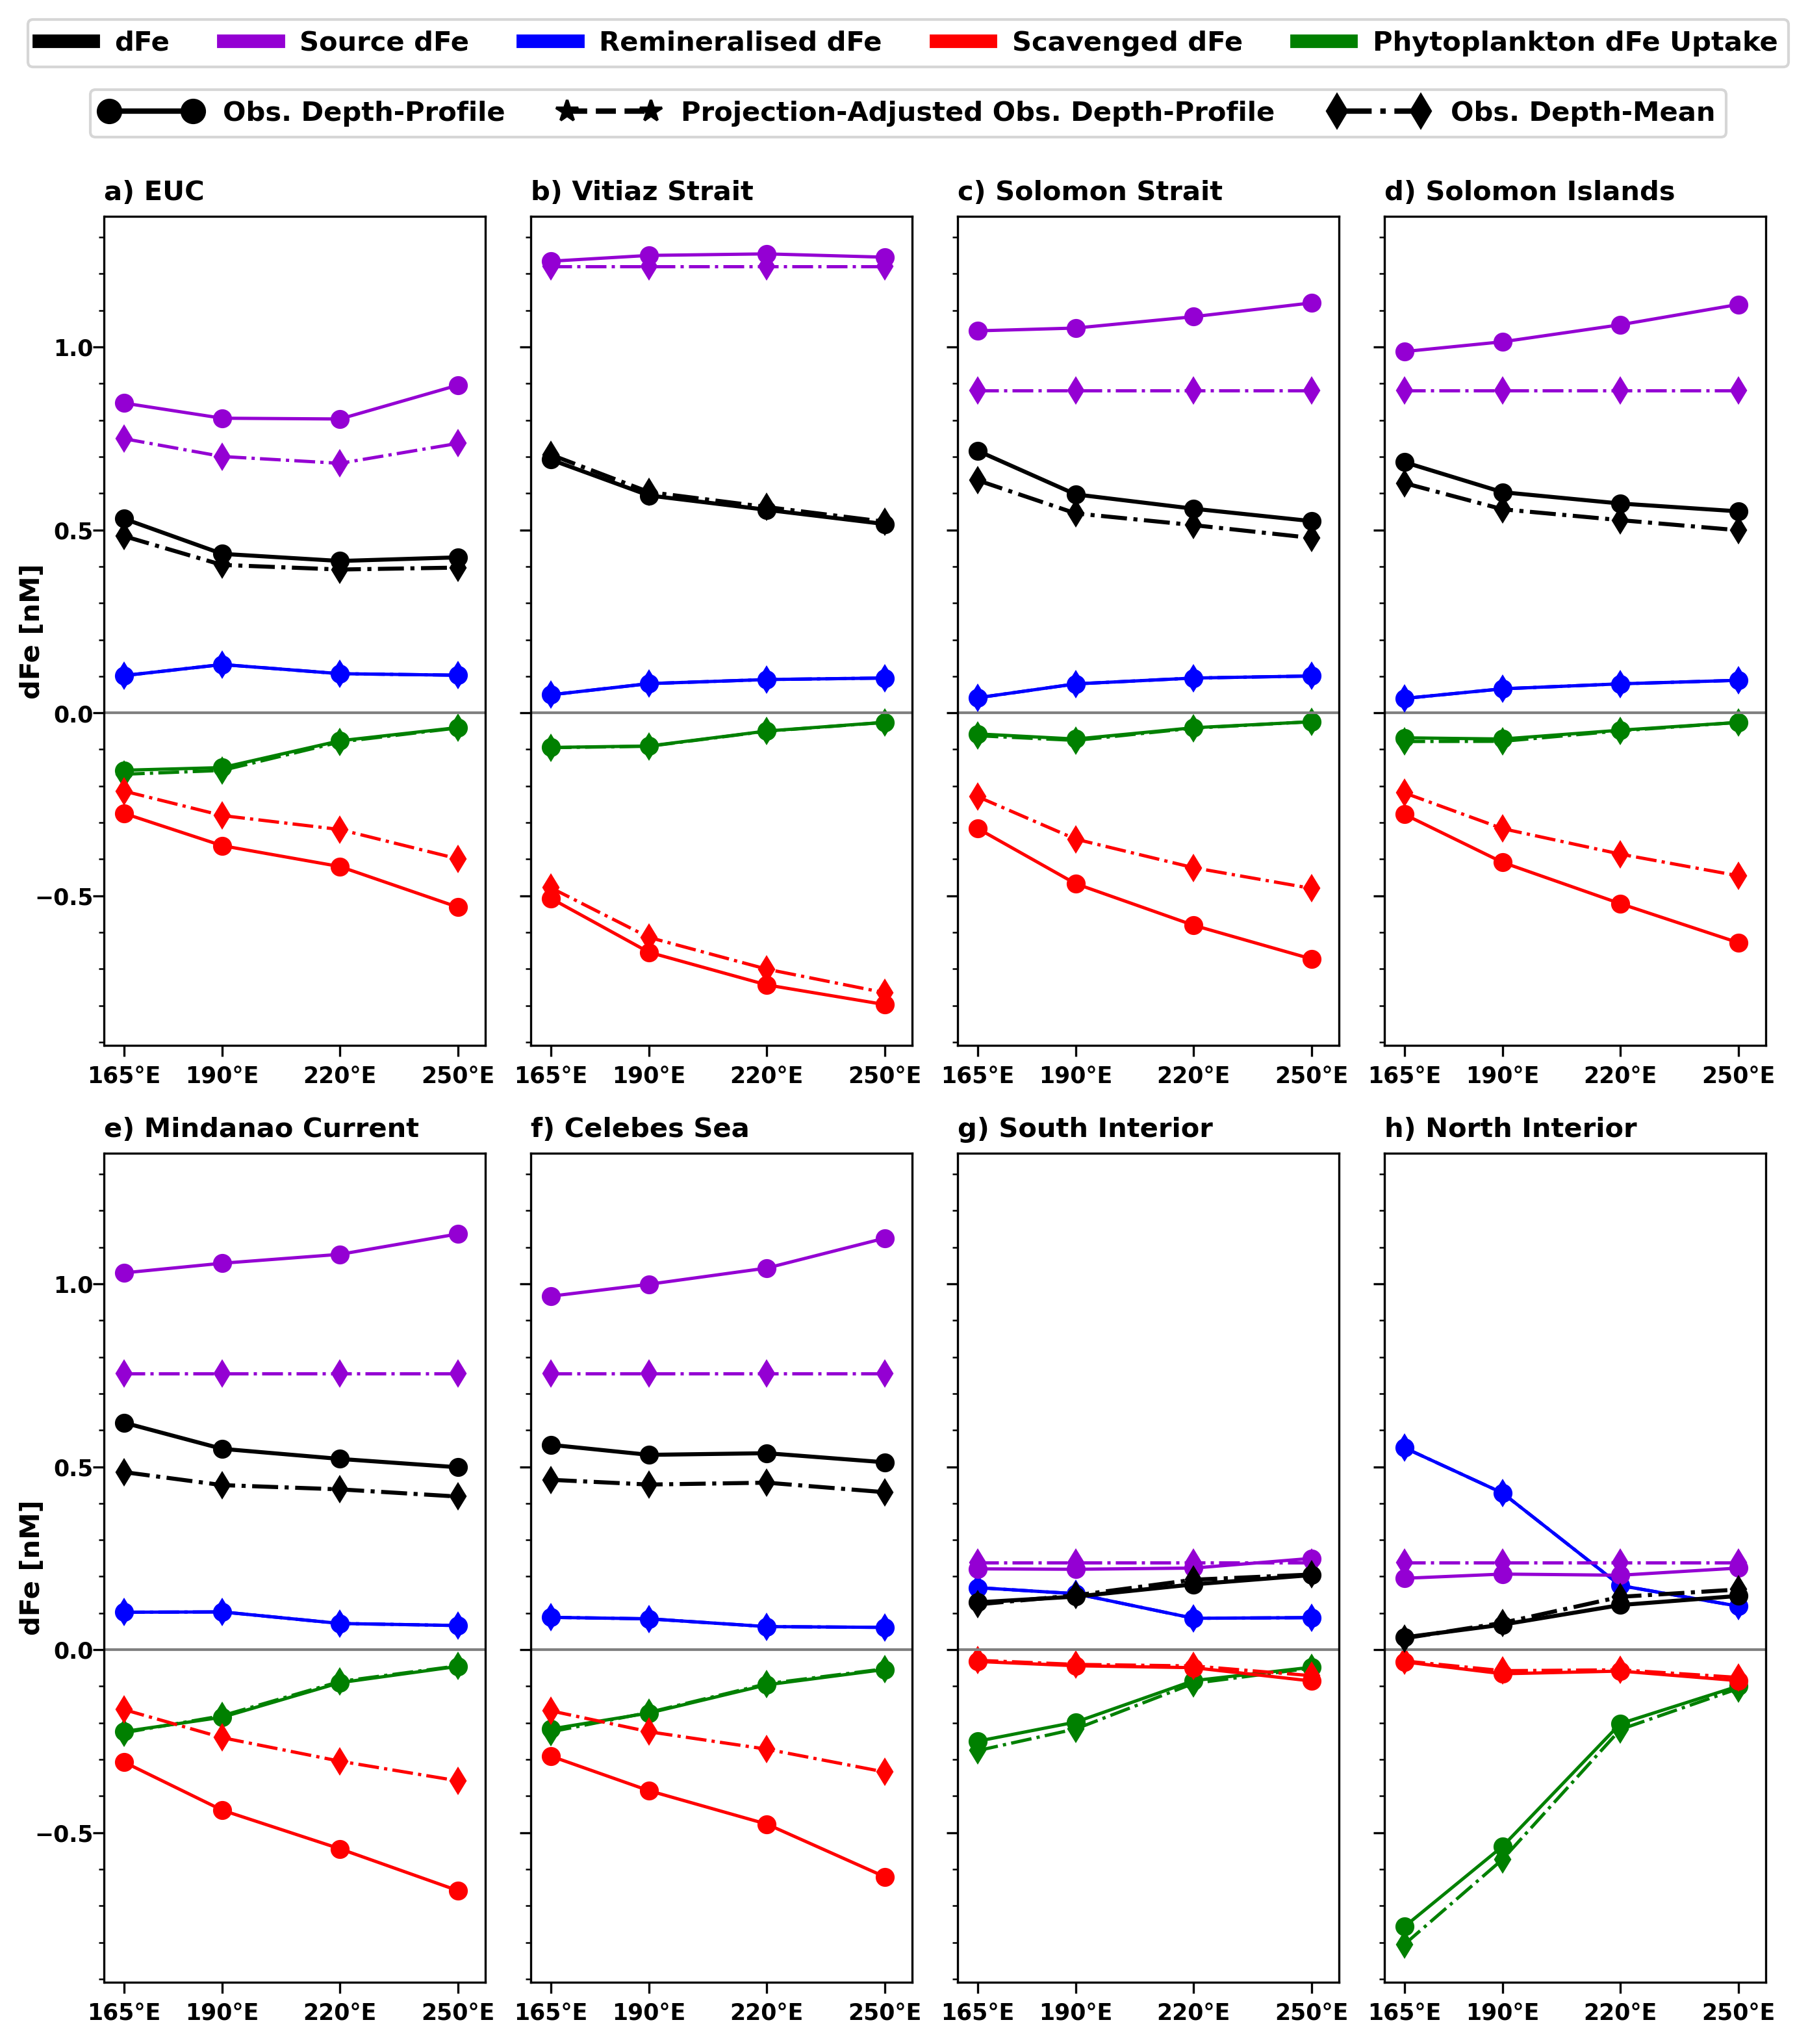 dFe Source dFe Remineralised dFe Scavenged dFe Phytoplankton dFe Uptake
Obs. Depth-Profile Projection-Adjusted Obs. Depth-Profile Obs. Depth-Mean
a) EUC b) Vitiaz Strait c) Solomon Strait d) Solomon Islands
1.0
0.5
0.0
−0.5
dFe [nM]
165°E 190°E 220°E 250°E 165°E 190°E 220°E 250°E 165°E 190°E 220°E 250°E 165°E 190°E 220°E 250°E
e) Mindanao Current f) Celebes Sea g) South Interior h) North Interior
1.0
0.5
0.0
−0.5
dFe [nM]
165°E 190°E 220°E 250°E 165°E 190°E 220°E 250°E 165°E 190°E 220°E 250°E 165°E 190°E 220°E 250°E